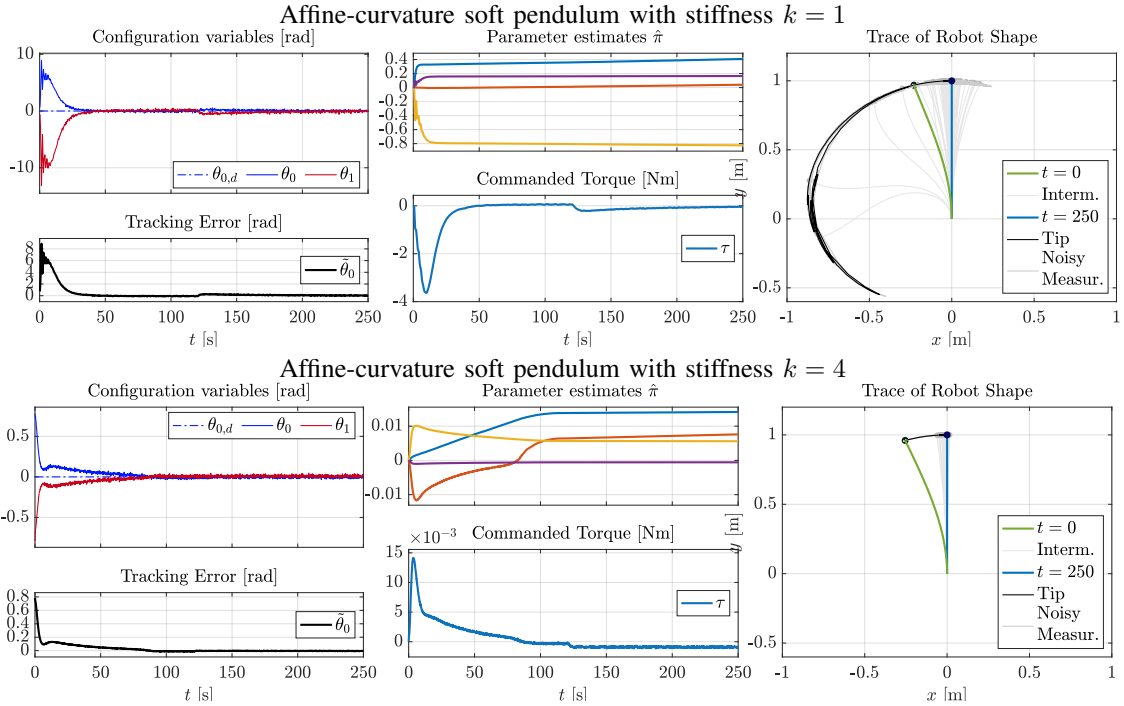 Affine-curvature soft pendulum with stiffness k = 1
Configuration variables [rad]
10
0
-10
θ0,d θ0 θ1
Tracking Error [rad]
8
6
4
2
0
θ̃0
0 50 100 150 200 250
t [s]
Parameter estimates π̂
0.4
0.2
0
-0.2
-0.4
-0.6
-0.8
Commanded Torque [Nm]
0
-2
-4
τ
0 50 100 150 200 250
t [s]
Trace of Robot Shape
y [m]
1
0.5
0
-0.5
t = 0
Interm.
t = 250
Tip
Noisy
Measur.
-1 -0.5 0 0.5 1
x [m]
Affine-curvature soft pendulum with stiffness k = 4
Configuration variables [rad]
0.5
0
-0.5
θ0,d θ0 θ1
Tracking Error [rad]
0.8
0.6
0.4
0.2
0
θ̃0
0 50 100 150 200 250
t [s]
Parameter estimates π̂
0.01
0
-0.01
×10⁻³ Commanded Torque [Nm]
15
10
5
0
τ
0 50 100 150 200 250
t [s]
Trace of Robot Shape
y [m]
1
0.5
0
-0.5
t = 0
Interm.
t = 250
Tip
Noisy
Measur.
-1 -0.5 0 0.5 1
x [m]